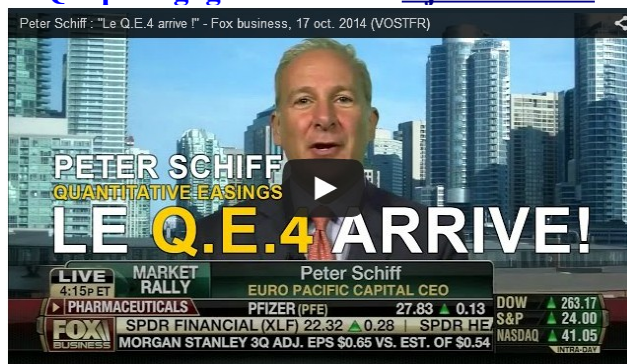 Peter Schiff : "Le Q.E.4 arrive !" - Fox business, 17 oct. 2014 (VOSTFR)
PETER SCHIFF
QUANTITATIVE EASINGS
LE Q.E.4 ARRIVE!
LIVE
4:15P ET
MARKET
RALLY
Peter Schiff
EURO PACIFIC CAPITAL CEO
PHARMACEUTICALS
PFIZER (PFE) 27.83 ▲ 0.13
SPDR FINANCIAL (XLF) 22.32 ▲ 0.28 | SPDR HE
MORGAN STANLEY 3Q ADJ. EPS $0.65 VS. EST. OF $0.54
FOX
BUSINESS
DOW ▲ 263.17
S&P ▲ 24.00
NASDAQ ▲ 41.05
INTRA-DAY